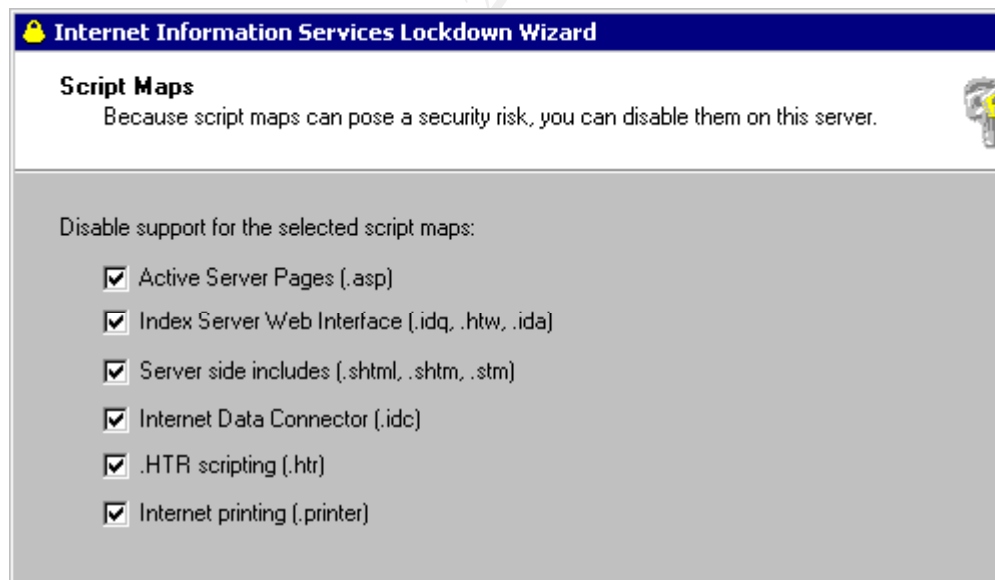 Internet Information Services Lockdown Wizard
Script Maps
Because script maps can pose a security risk, you can disable them on this server.
Disable support for the selected script maps:
Active Server Pages (.asp)
Index Server Web Interface (.idq, .htw, .ida)
Server side includes (.shtml, .shtm, .stm)
Internet Data Connector (.idc)
.HTR scripting (.htr)
Internet printing (.printer)